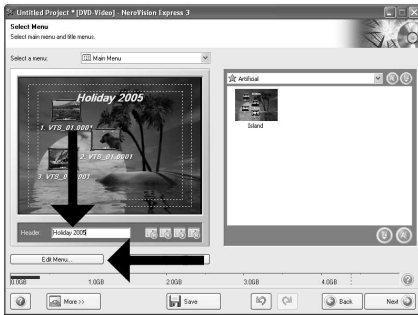 Untitled Project * [DVD-Video] - NeroVision Express 3
Select Menu
Select main menu and title menus.
Select a menu:
Main Menu
Artificial
Holiday 2005
1. VTS_01.000*
2. VTS_01.0001
3. VTS_01
Island
Header
Holiday 2005
Edit Menu...
0.0GB 1.0GB 2.0GB 3.0GB 4.0GB
More >>
Save
Back
Next